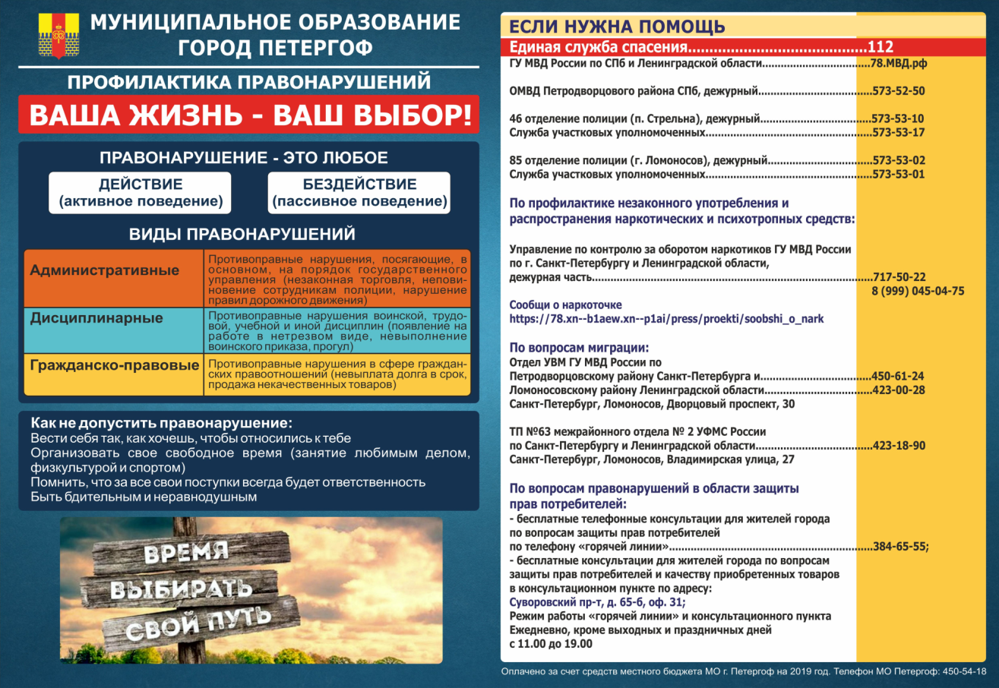 МУНИЦИПАЛЬНОЕ ОБРАЗОВАНИЕ
ГОРОД ПЕТЕРГОФ
ПРОФИЛАКТИКА ПРАВОНАРУШЕНИЙ
ВАША ЖИЗНЬ - ВАШ ВЫБОР!
ПРАВОНАРУШЕНИЕ - ЭТО ЛЮБОЕ
ДЕЙСТВИЕ
(активное поведение)
БЕЗДЕЙСТВИЕ
(пассивное поведение)
ВИДЫ ПРАВОНАРУШЕНИЙ
Административные
Противоправные нарушения, посягающие, в
основном, на порядок государственного
управления (незаконная торговля, непови-
новение сотрудникам полиции, нарушение
правил дорожного движения)
Дисциплинарные
Противоправные нарушения воинской, трудо-
вой, учебной и иной дисциплин (появление на
работе в нетрезвом виде, невыполнение
воинского приказа, прогул)
Гражданско-правовые
Противоправные нарушения в сфере граждан-
ских правоотношений (невыплата долга в срок,
продажа некачественных товаров)
Как не допустить правонарушение:
Вести себя так, как хочешь, чтобы относились к тебе
Организовать свое свободное время (занятие любимым делом,
физкультурой и спортом)
Помнить, что за все свои поступки всегда будет ответственность
Быть бдительным и неравнодушным
ВРЕМЯ
ВЫБИРАТЬ
СВОЙ ПУТЬ
ЕСЛИ НУЖНА ПОМОЩЬ
Единая служба спасения.......................................112
ГУ МВД России по СПб и Ленинградской области..................................78.МВД.рф
ОМВД Петродворцового района СПб, дежурный....................................573-52-50
46 отделение полиции (п. Стрельна), дежурный...................................573-53-10
Служба участковых уполномоченных.....................................................573-53-17
85 отделение полиции (г. Ломоносов), дежурный.................................573-53-02
Служба участковых уполномоченных.....................................................573-53-01
По профилактике незаконного употребления и
распространения наркотических и психотропных средств:
Управление по контролю за оборотом наркотиков ГУ МВД России
по г. Санкт-Петербургу и Ленинградской области,
дежурная часть.........................................................................................717-50-22
8 (999) 045-04-75
Сообщи о наркоточке
https://78.xn--b1aew.xn--p1ai/press/proekti/soobshi_o_nark
По вопросам миграции:
Отдел УВМ ГУ МВД России по
Петродворцовскому району Санкт-Петербурга и...................................450-61-24
Ломоносовскому району Ленинградской области..................................423-00-28
Санкт-Петербург, Ломоносов, Дворцовый проспект, 30
ТП №63 межрайонного отдела № 2 УФМС России
по Санкт-Петербургу и Ленинградской области.....................................423-18-90
Санкт-Петербург, Ломоносов, Владимирская улица, 27
По вопросам правонарушений в области защиты
прав потребителей:
- бесплатные телефонные консультации для жителей города
по вопросам защиты прав потребителей
по телефону «горячей линии»................................................................384-65-55;
- бесплатные консультации для жителей города по вопросам
защиты прав потребителей и качеству приобретенных товаров
в консультационном пункте по адресу:
Суворовский пр-т, д. 65-б, оф. 31;
Режим работы «горячей линии» и консультационного пункта
Ежедневно, кроме выходных и праздничных дней
с 11.00 до 19.00
Оплачено за счет средств местного бюджета МО г. Петергоф на 2019 год. Телефон МО Петергоф: 450-54-18